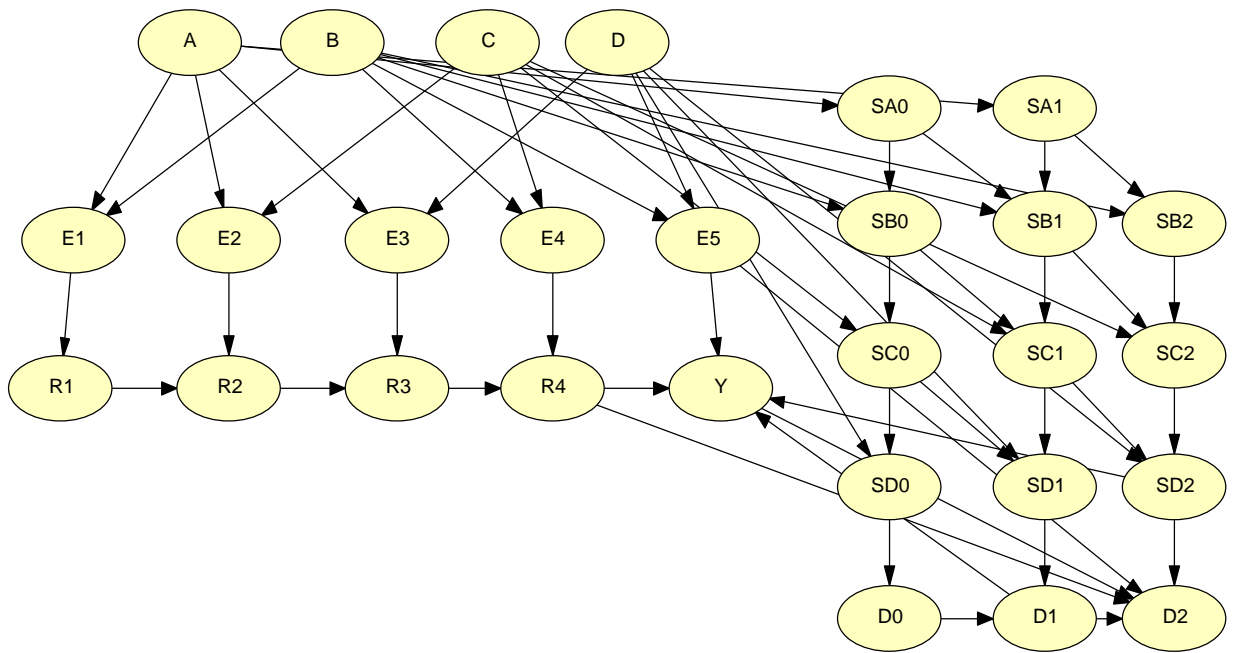 A B C D
SA0 SA1
E1 E2 E3 E4 E5 SB0 SB1 SB2
R1 R2 R3 R4 Y SC0 SC1 SC2
SD0 SD1 SD2
D0 D1 D2